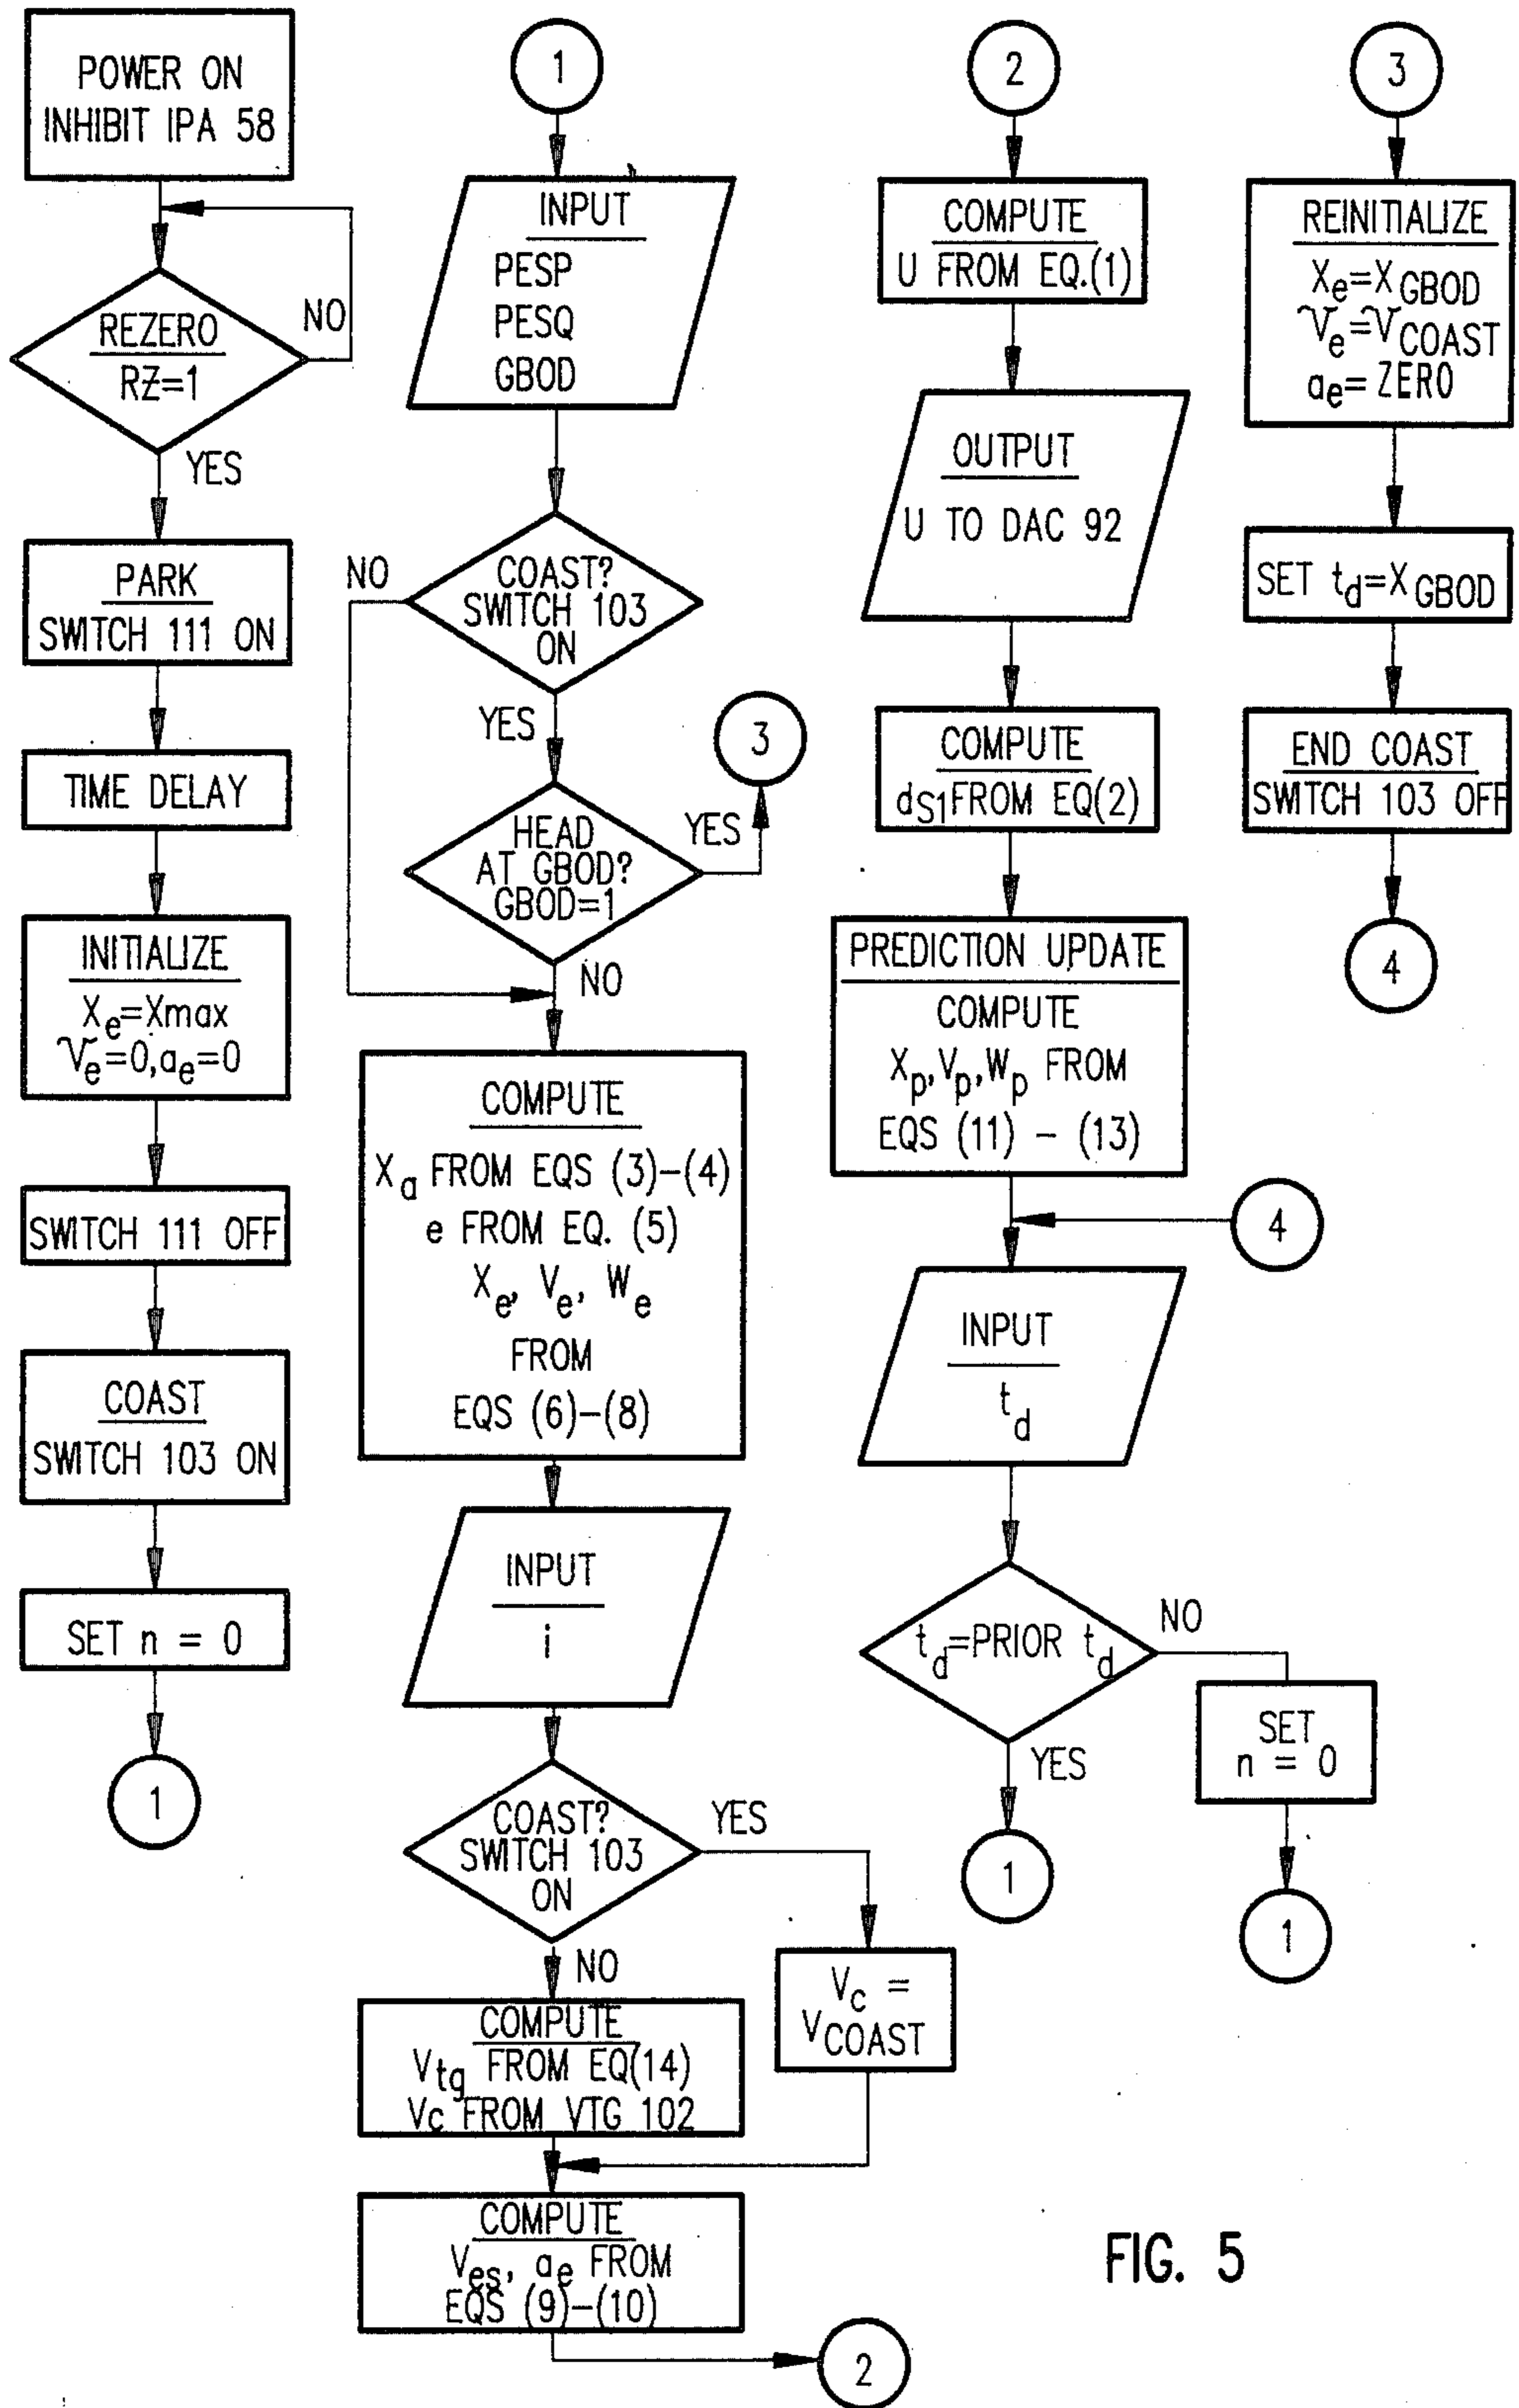 POWER ON
INHIBIT IPA 58
REZERO
RZ=1
NO
YES
PARK
SWITCH 111 ON
TIME DELAY
INITIALIZE
Xe=Xmax
Ve=0,ae=0
SWITCH 111 OFF
COAST
SWITCH 103 ON
SET n = 0
1
1
INPUT
PESP
PESQ
GBOD
COAST?
SWITCH 103
ON
NO
YES
HEAD
AT GBOD?
GBOD=1
YES
3
NO
COMPUTE
Xa FROM EQS (3)-(4)
e FROM EQ. (5)
Xe, Ve, We
FROM
EQS (6)-(8)
INPUT
i
COAST?
SWITCH 103
ON
YES
NO
Vc =
VCOAST
COMPUTE
Vtg FROM EQ(14)
Vc FROM VTG 102
COMPUTE
Ves, ae FROM
EQS (9)-(10)
2
2
COMPUTE
U FROM EQ.(1)
OUTPUT
U TO DAC 92
COMPUTE
dS1 FROM EQ(2)
PREDICTION UPDATE
COMPUTE
Xp,Vp,Wp FROM
EQS (11) - (13)
4
INPUT
td
td=PRIOR td
NO
YES
SET
n = 0
1
1
3
REINITIALIZE
Xe=XGBOD
Ve=VCOAST
ae=ZERO
SET td=XGBOD
END COAST
SWITCH 103 OFF
4
FIG. 5